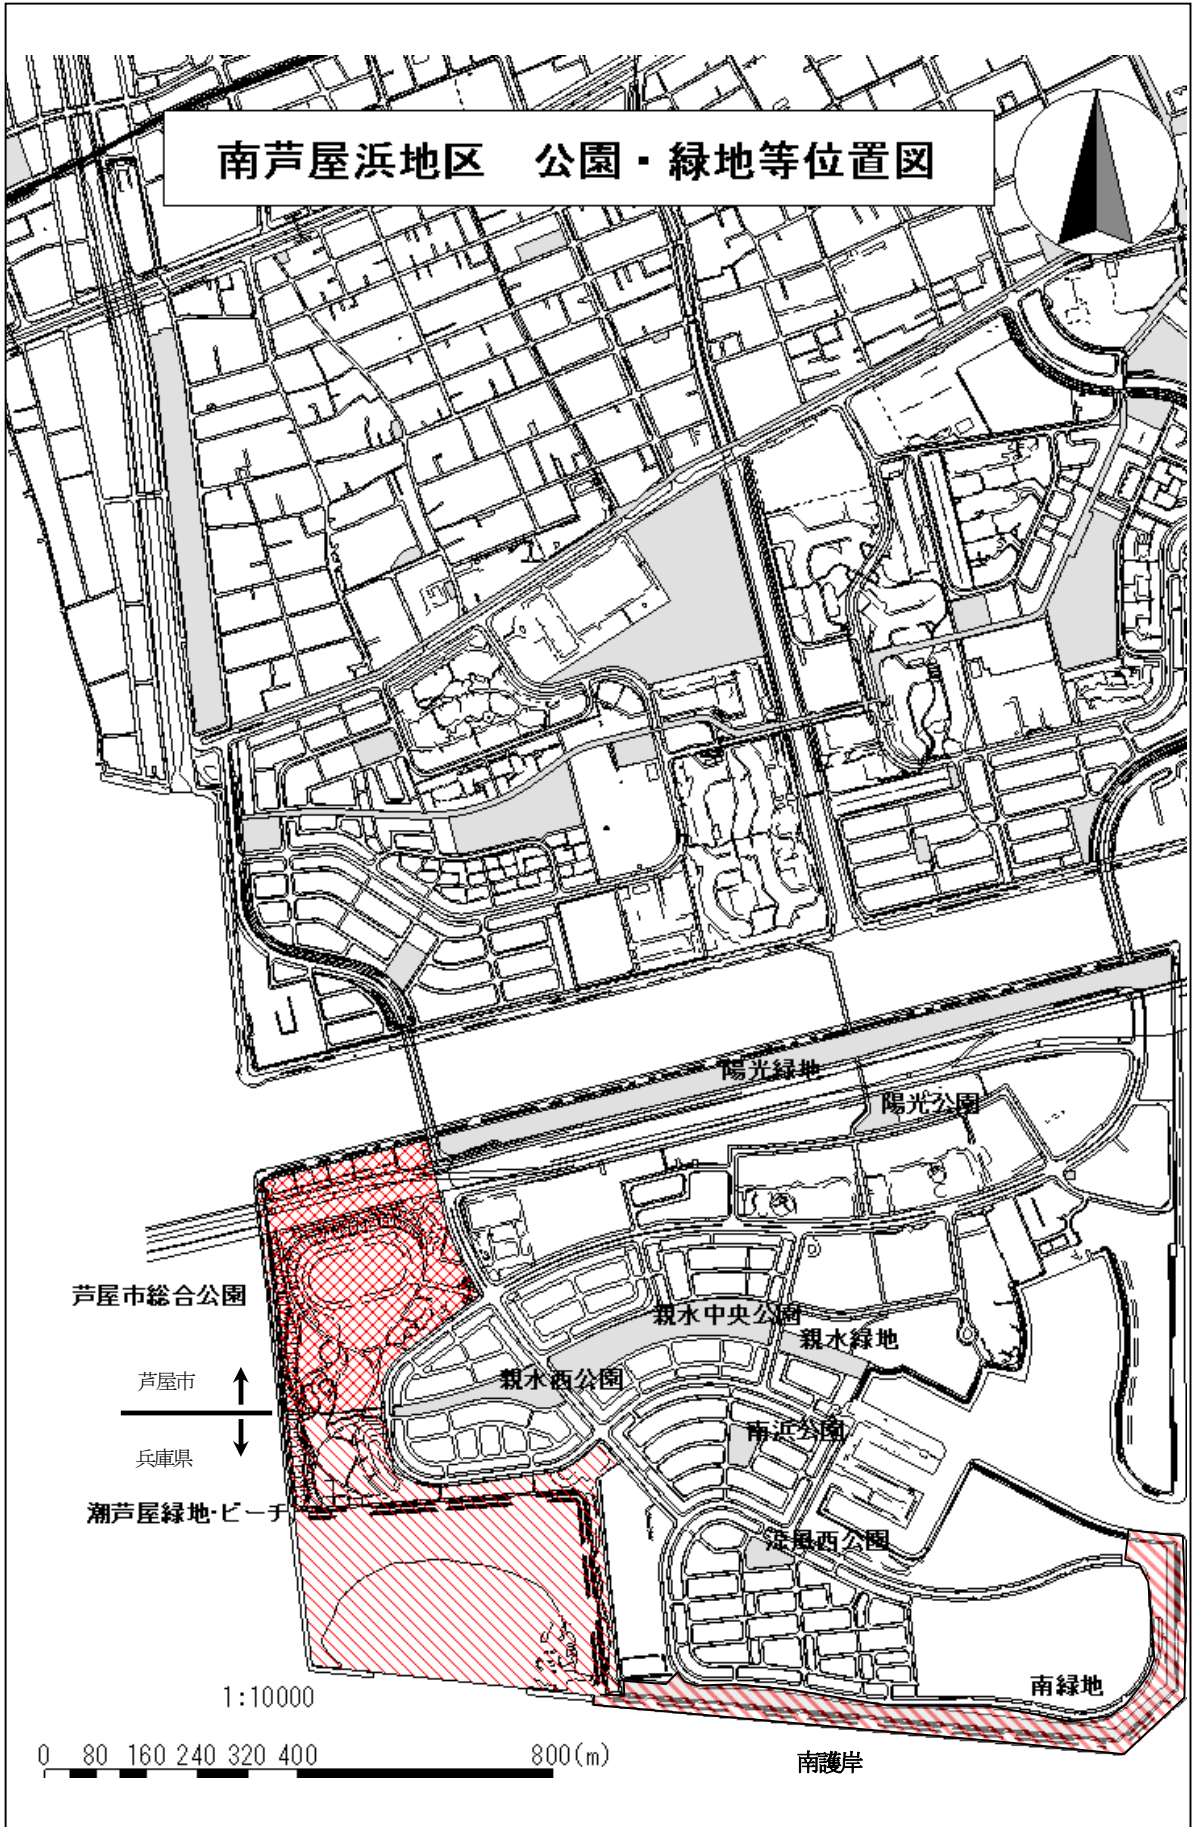 南芦屋浜地区　公園・緑地等位置図
陽光緑地
陽光公園
芦屋市総合公園
親水中央公園
親水緑地
芦屋市
親水西公園
兵庫県
南浜公園
潮芦屋緑地・ビーチ
涼風西公園
南緑地
1:10000
0 80 160 240 320 400 800(m)
南護岸